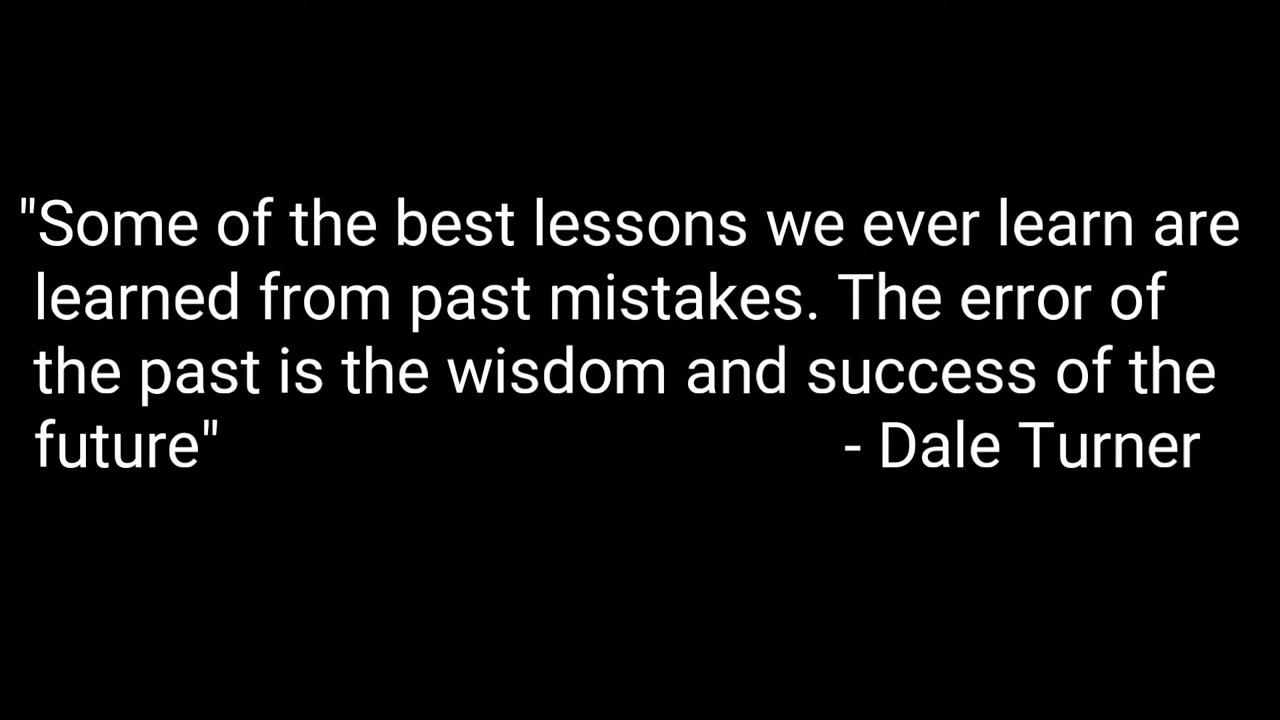 "Some of the best lessons we ever learn are
learned from past mistakes. The error of
the past is the wisdom and success of the
future" - Dale Turner